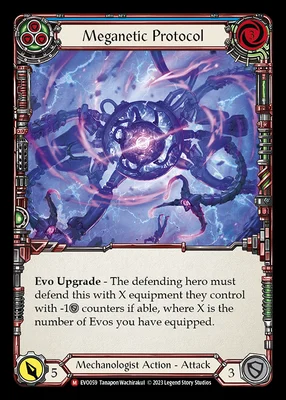 Meganetic Protocol
Evo Upgrade - The defending hero must
defend this with X equipment they control
with -1 counters if able, where X is the
number of Evos you have equipped.
5
Mechanologist Action - Attack
3
M EVO059 Tanapon Wachirakul © 2023 Legend Story Studios